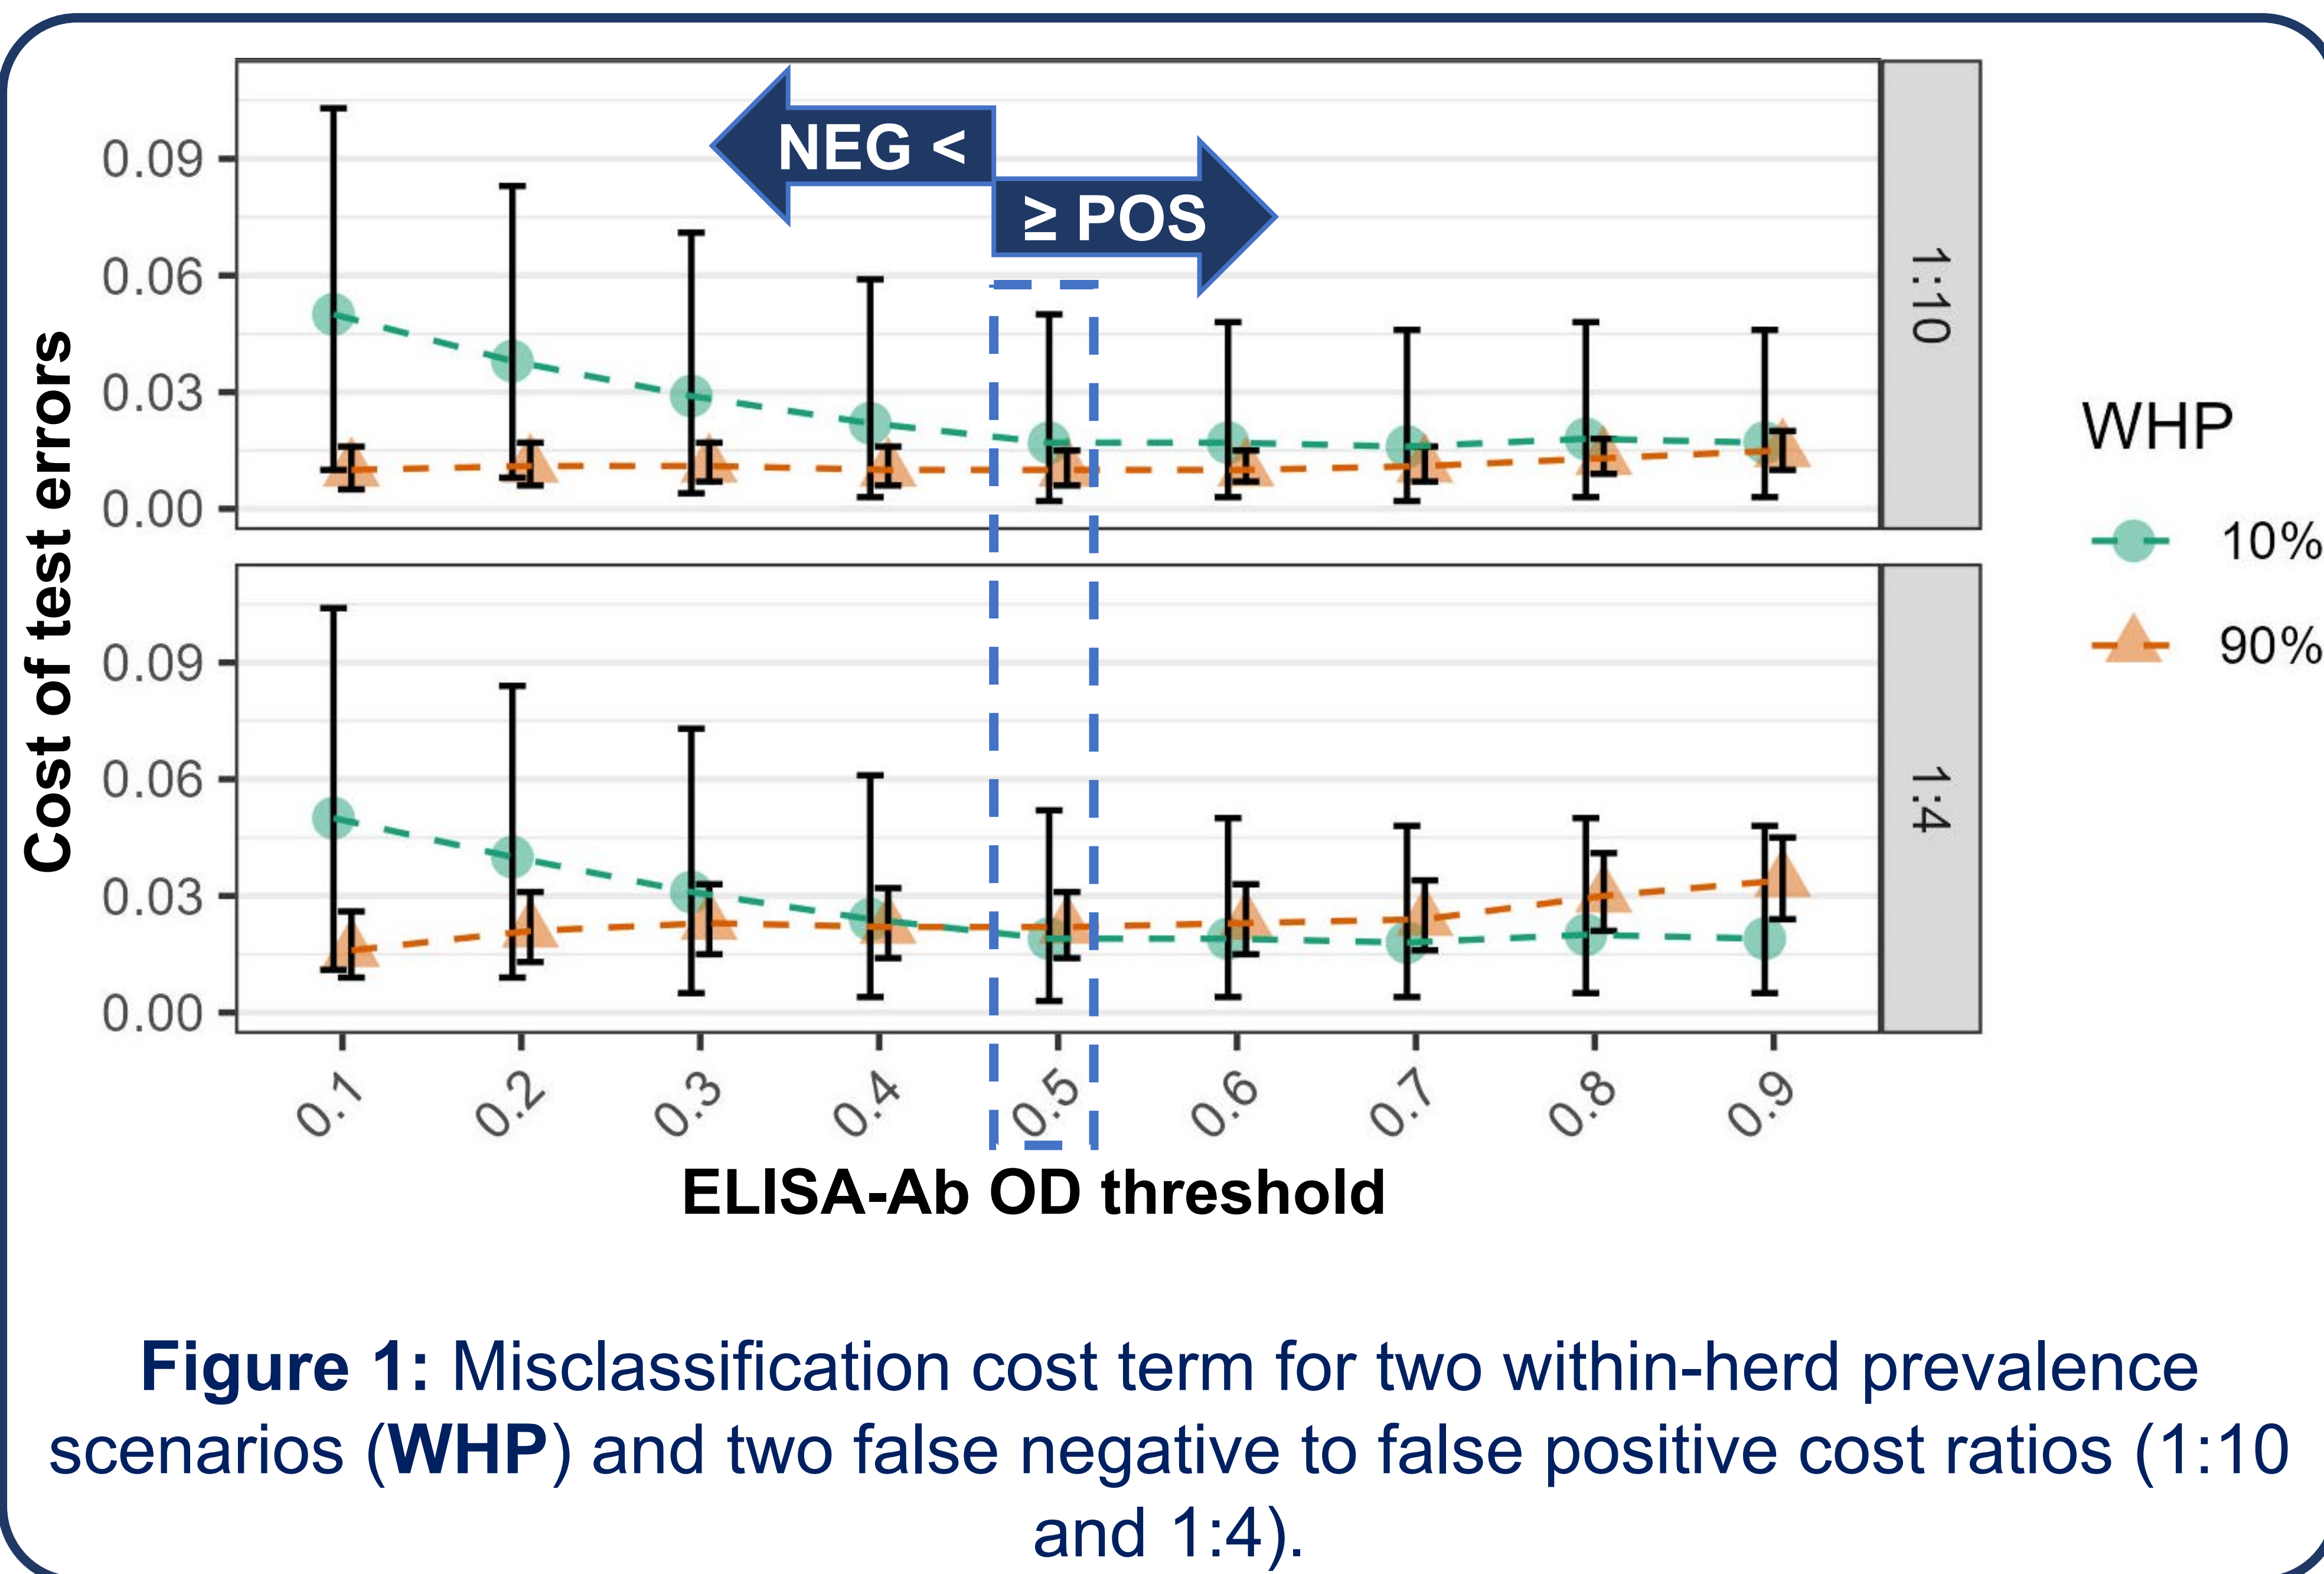 NEG <
≥ POS
0.09
0.06
0.03
0.00
1:10
0.09
0.06
0.03
0.00
1:4
Cost of test errors
0.1 0.2 0.3 0.4 0.5 0.6 0.7 0.8 0.9
ELISA-Ab OD threshold
WHP
10%
90%
Figure 1: Misclassification cost term for two within-herd prevalence
scenarios (WHP) and two false negative to false positive cost ratios (1:10
and 1:4).